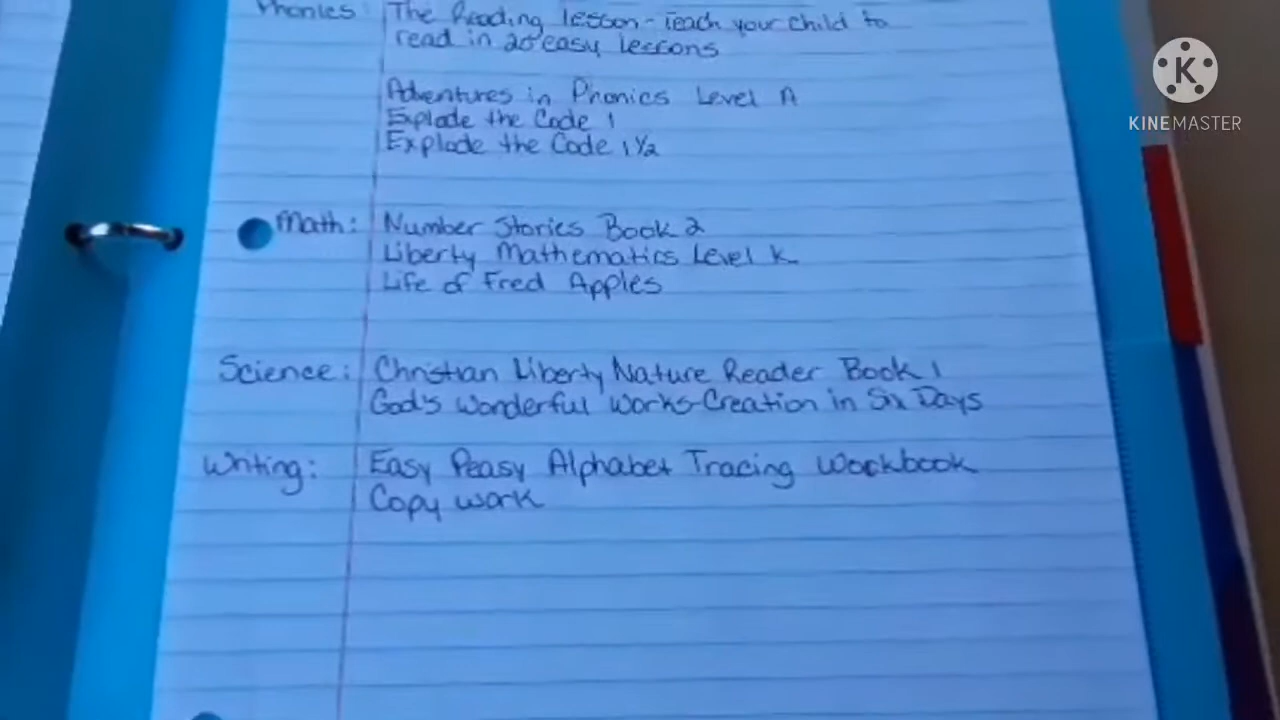 Phonics: The Reading lesson - Teach your child to
read in 20 easy lessons
Adventures in Phonics Level A
Explode the Code 1
Explode the Code 1 1/2
Math: Number Stories Book 2
Liberty Mathematics Level K
Life of Fred Apples
Science: Christian Liberty Nature Reader Book 1
God's Wonderful Works-Creation in Six Days
Writing: Easy Peasy Alphabet Tracing Workbook
Copy work
K
KINEMASTER